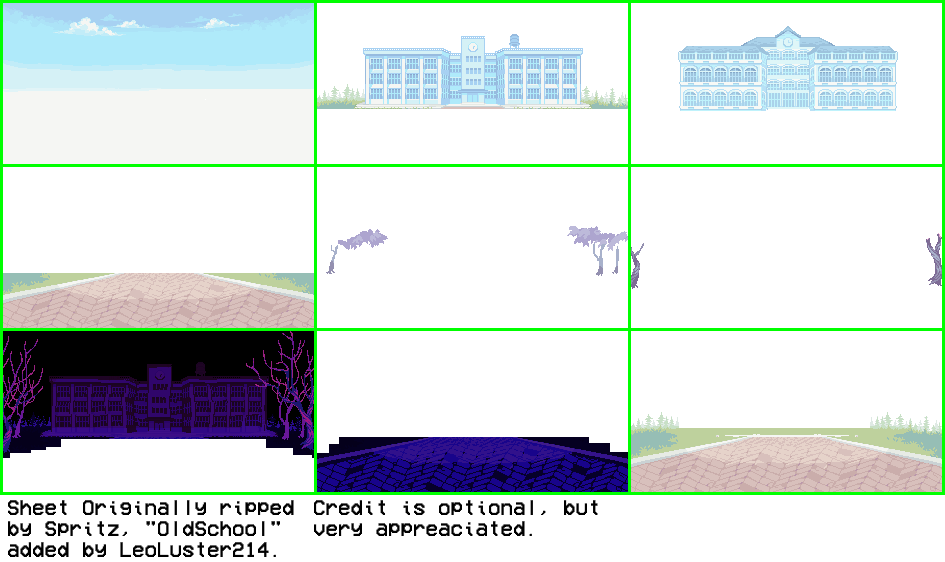 Sheet Originally ripped
by Spritz, "OldSchool"
added by LeoLuster214.
Credit is optional, but
very appreaciated.